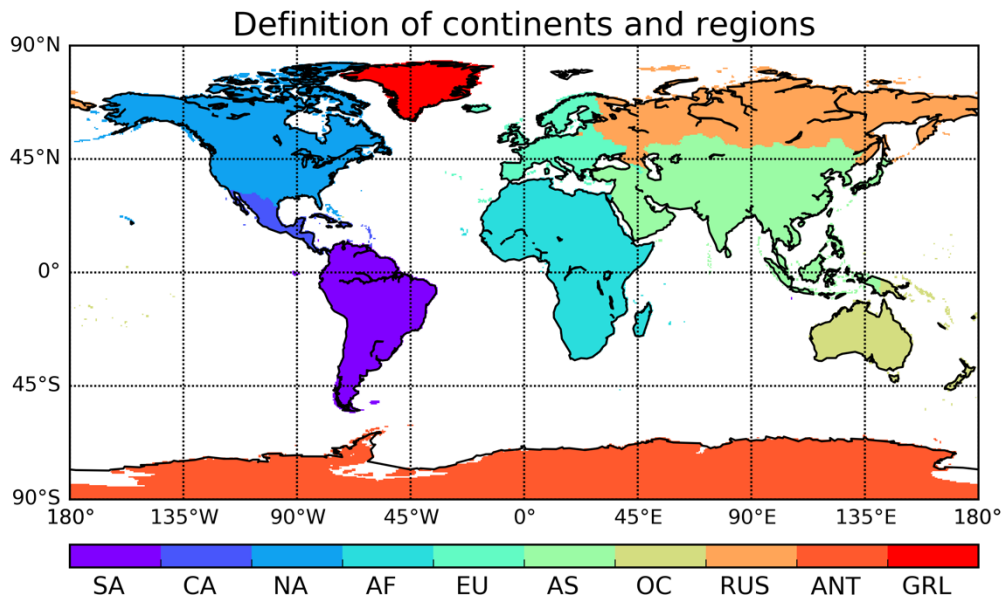 Definition of continents and regions
90°N
45°N
0°
45°S
90°S
180° 135°W 90°W 45°W 0° 45°E 90°E 135°E 180°
SA CA NA AF EU AS OC RUS ANT GRL